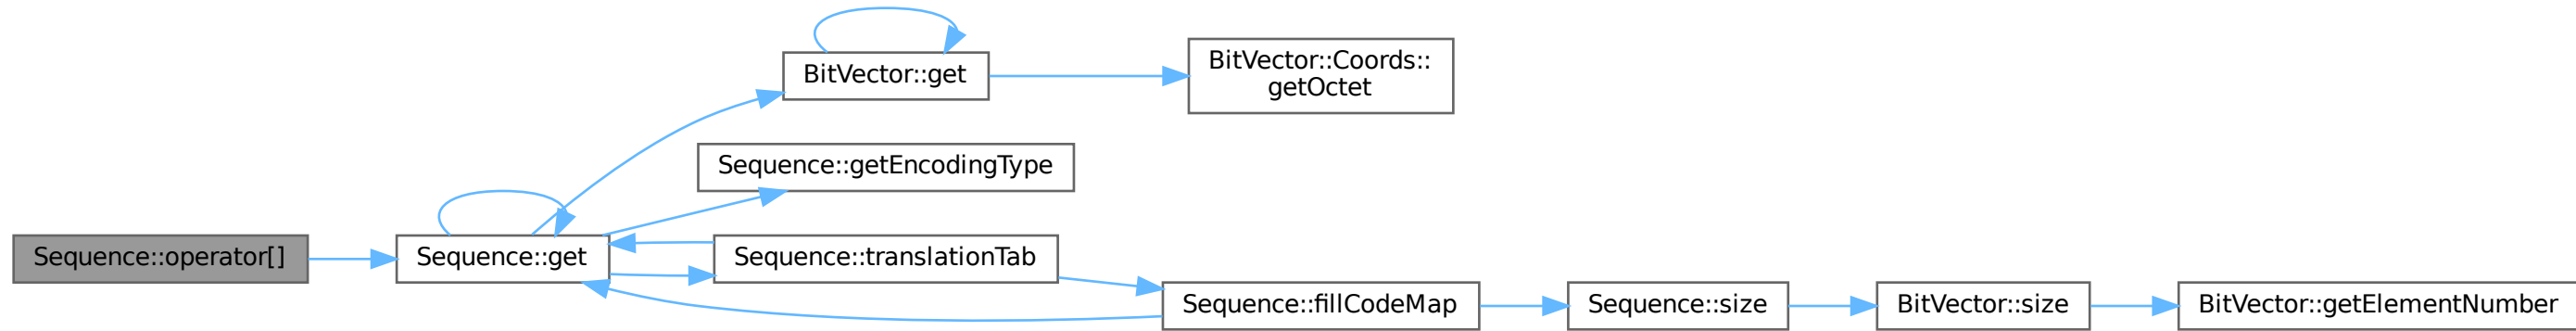 BitVector::get
BitVector::Coords::
getOctet
Sequence::getEncodingType
Sequence::operator[]
Sequence::get
Sequence::translationTab
Sequence::fillCodeMap
Sequence::size
BitVector::size
BitVector::getElementNumber